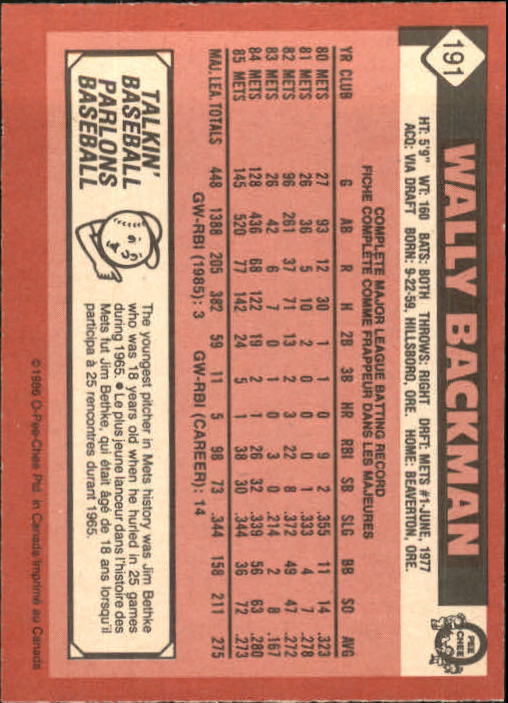 191
WALLY BACKMAN
O PEE CHEE
HT: 5'9" WT: 160 BATS: BOTH THROWS: RIGHT DRFT: METS #1-JUNE, 1977
ACQ: VIA DRAFT BORN: 9-22-59, HILLSBORO, ORE. HOME: BEAVERTON, ORE.
COMPLETE MAJOR LEAGUE BATTING RECORD
FICHE COMPLÈTE COMME FRAPPEUR DANS LES MAJEURES
YR CLUB G AB R H 2B 3B HR RBI SB SLG BB SO AVG
80 METS 27 93 12 30 1 1 0 9 2 .355 11 14 .323
81 METS 26 36 5 10 2 0 0 0 1 .333 4 7 .278
82 METS 96 261 37 71 13 2 3 22 8 .372 49 47 .272
83 METS 26 42 6 7 0 1 0 3 0 .214 2 8 .167
84 METS 128 436 68 122 19 2 1 26 32 .339 56 63 .280
85 METS 145 520 77 142 24 5 1 38 30 .344 36 72 .273
MAJ. LEA. TOTALS 448 1388 205 382 59 11 5 98 73 .344 158 211 275
GW-RBI (1985): 3 GW-RBI (CAREER): 14
TALKIN'
BASEBALL
PARLONS
BASEBALL
The youngest pitcher in Mets history was Jim Bethke
who was 18 years old when he hurled in 25 games
during 1965. ● Le plus jeune lanceur dans l'histoire des
Mets fut Jim Bethke, qui était âgé de 18 ans lorsqu'il
participa à 25 rencontres durant 1965.
©1986 O-Pee-Chee Ptd. in Canada/Imprimé au Canada